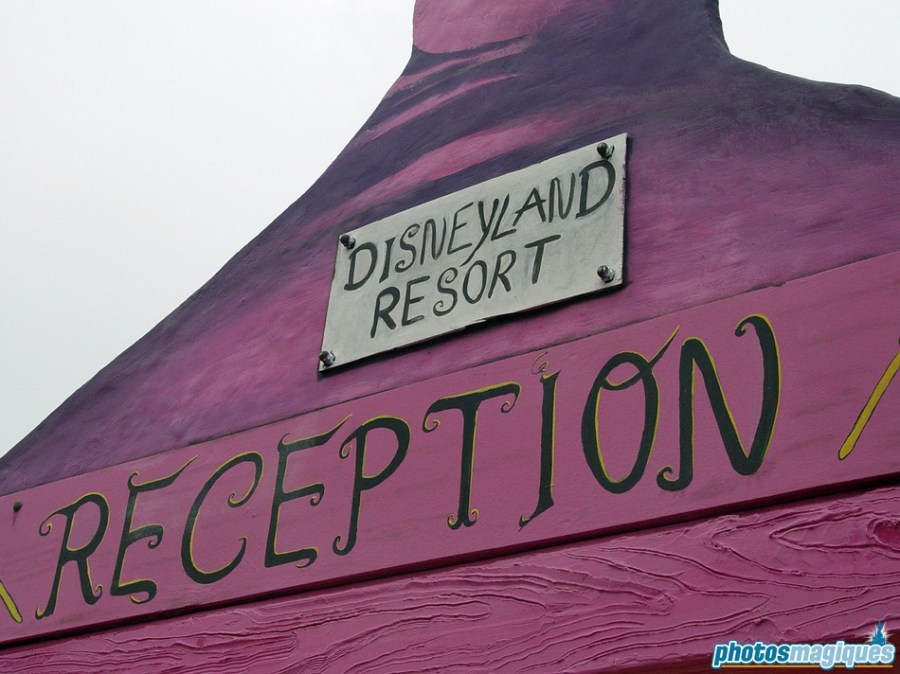 DISNEYLAND
RESORT
RECEPTION
photosmagiques